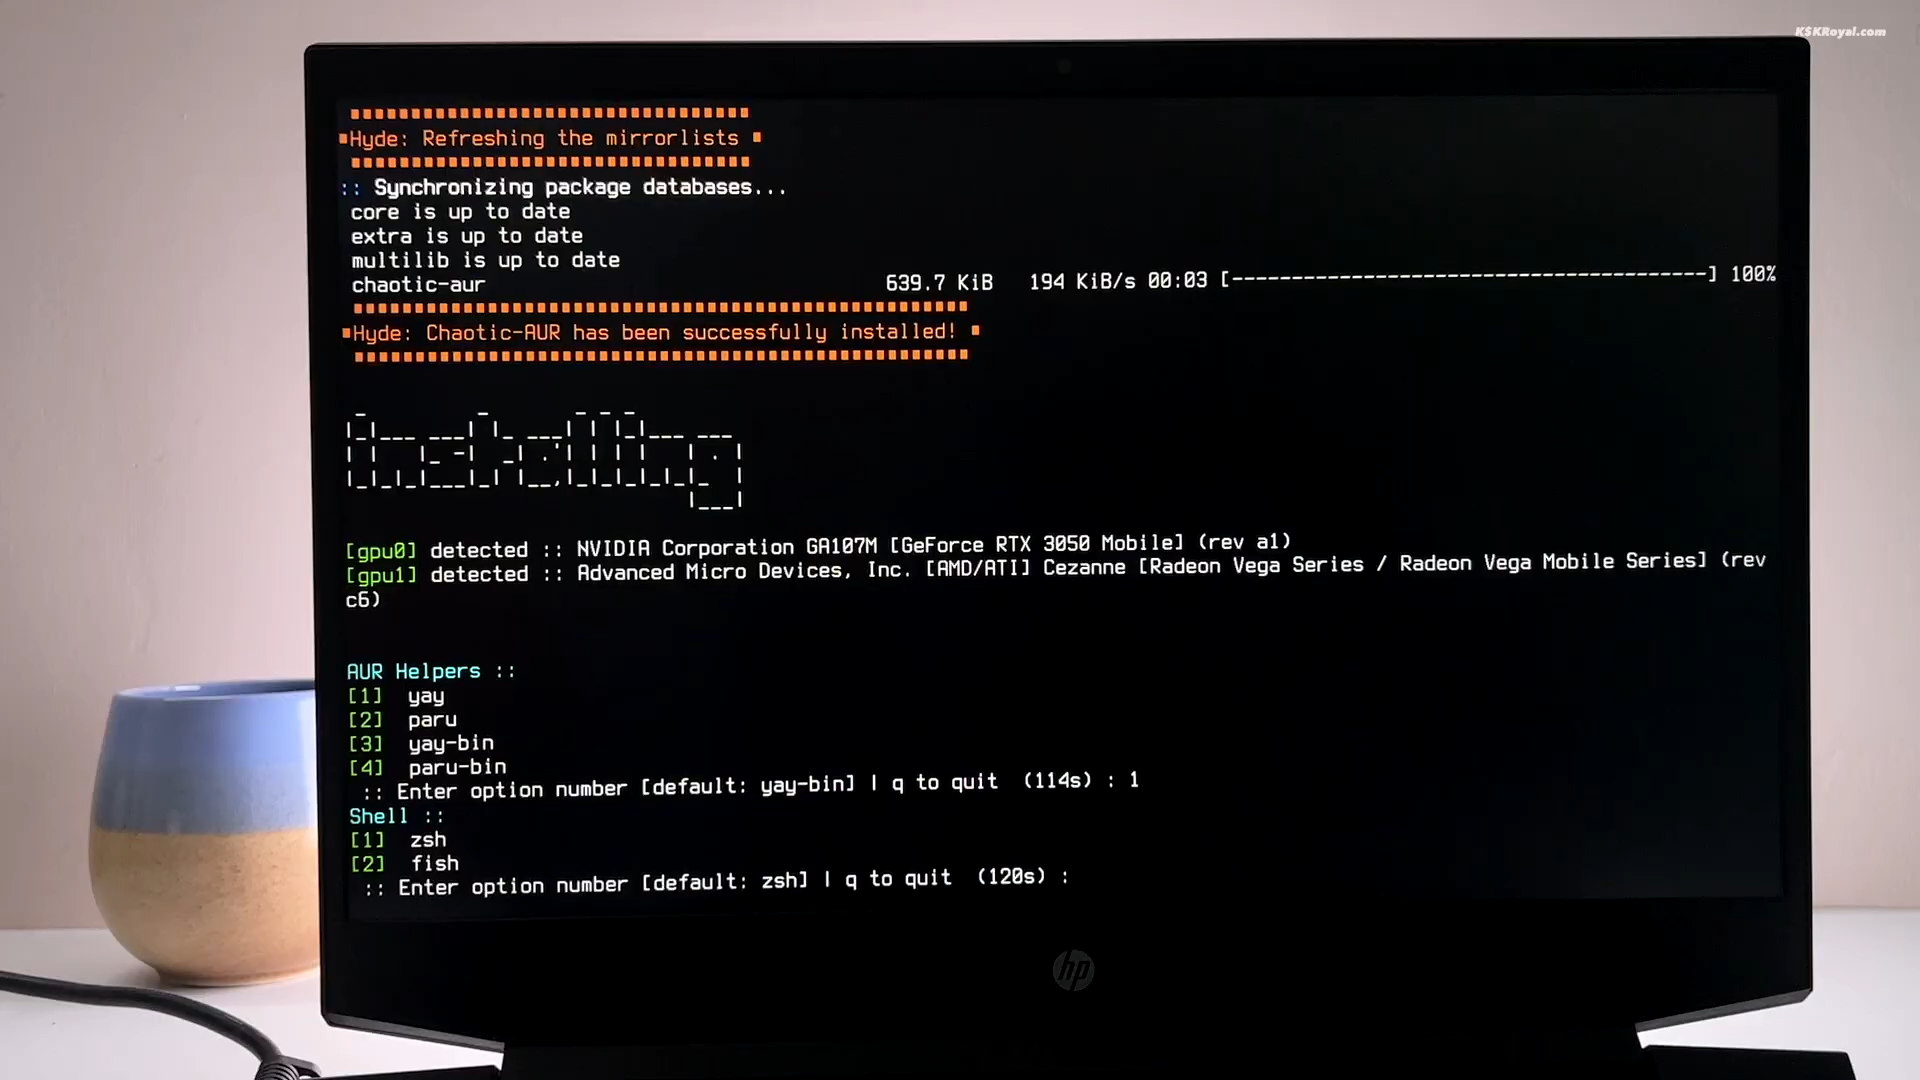 K$KRoyal.com
Hyde: Refreshing the mirrorlists
:: Synchronizing package databases...
core is up to date
extra is up to date
multilib is up to date
chaotic-aur 639.7 KiB 194 KiB/s 00:03 [---------------------------------------] 100%
Hyde: Chaotic-AUR has been successfully installed!
installing
[gpu0] detected :: NVIDIA Corporation GA107M [GeForce RTX 3050 Mobile] (rev a1)
[gpu1] detected :: Advanced Micro Devices, Inc. [AMD/ATI] Cezanne [Radeon Vega Series / Radeon Vega Mobile Series] (rev
c6)
AUR Helpers ::
[1] yay
[2] paru
[3] yay-bin
[4] paru-bin
:: Enter option number [default: yay-bin] | q to quit (114s) : 1
Shell ::
[1] zsh
[2] fish
:: Enter option number [default: zsh] | q to quit (120s) :
hp